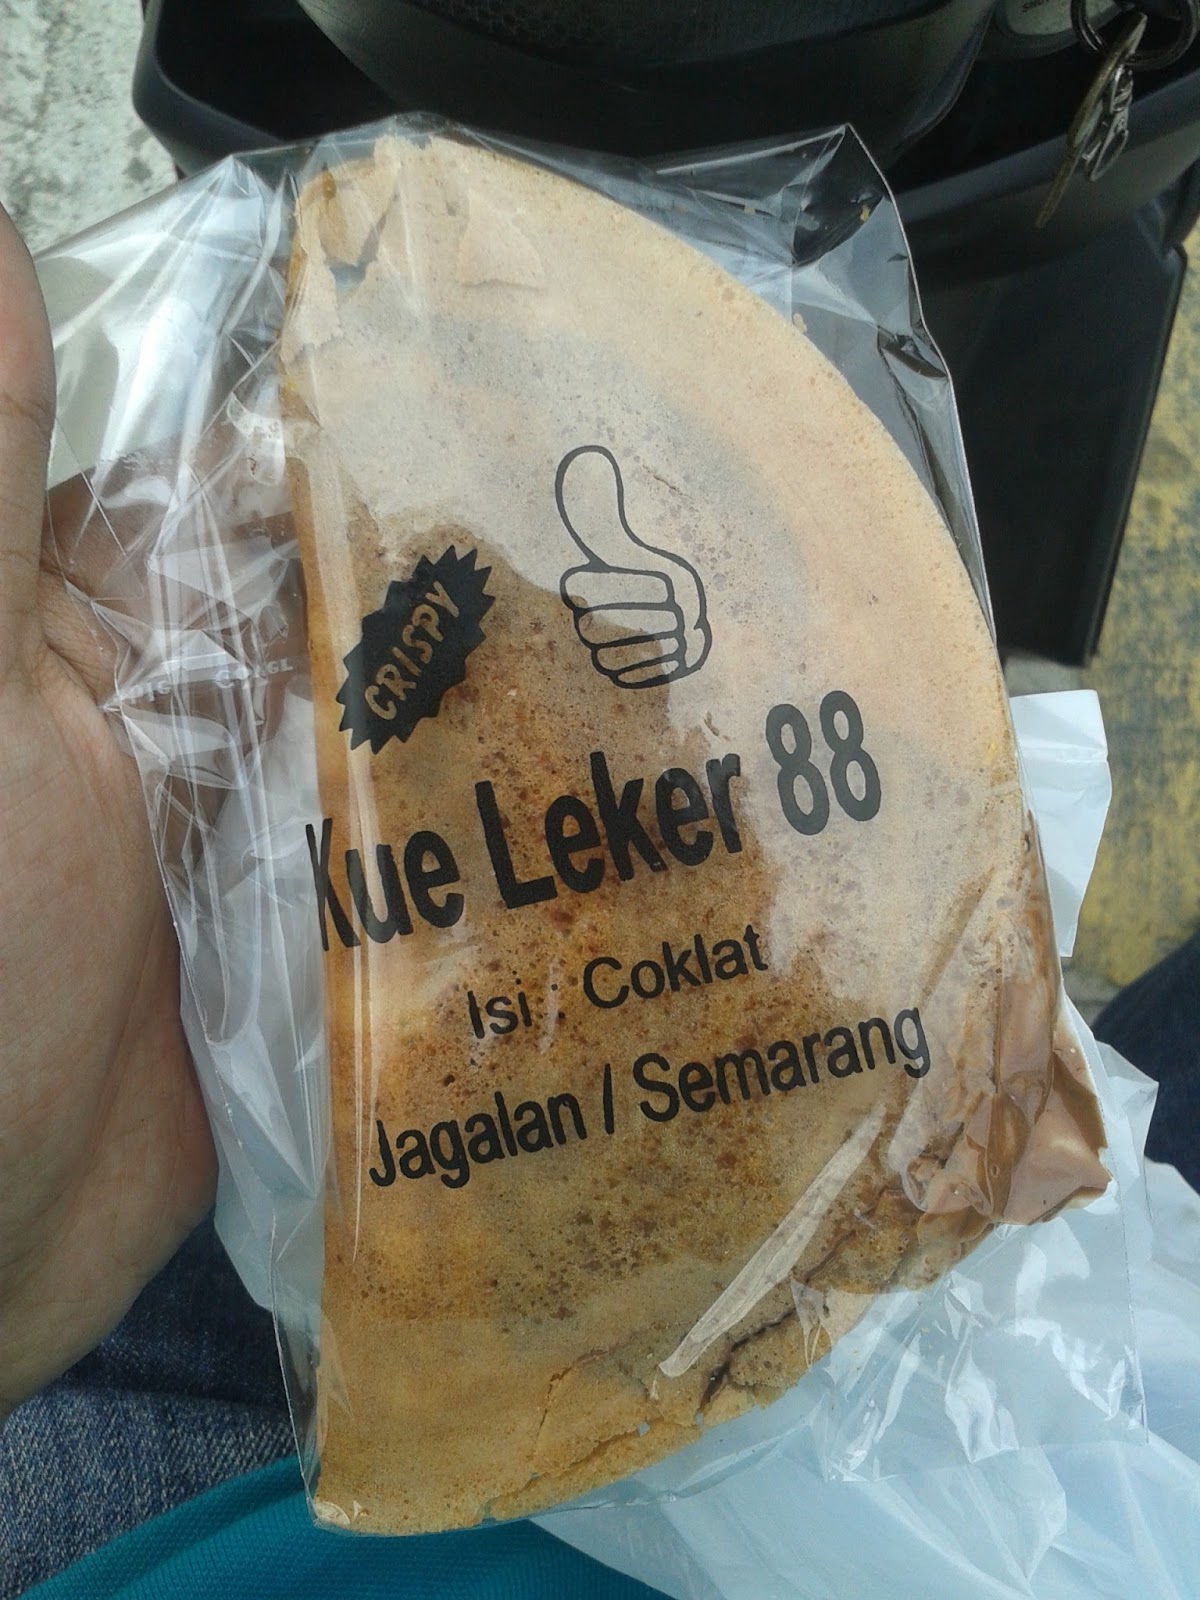 CRISPY
Kue Leker 88
Isi : Coklat
Jagalan / Semarang